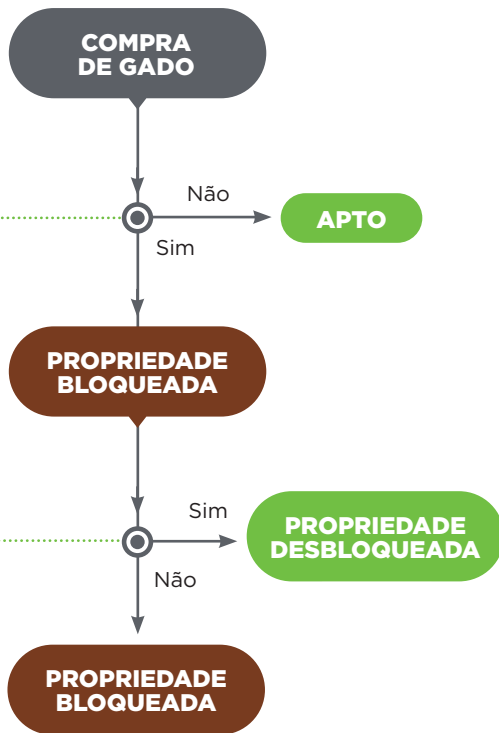 COMPRA
DE GADO
Não
APTO
Sim
PROPRIEDADE
BLOQUEADA
Sim
PROPRIEDADE
DESBLOQUEADA
Não
PROPRIEDADE
BLOQUEADA